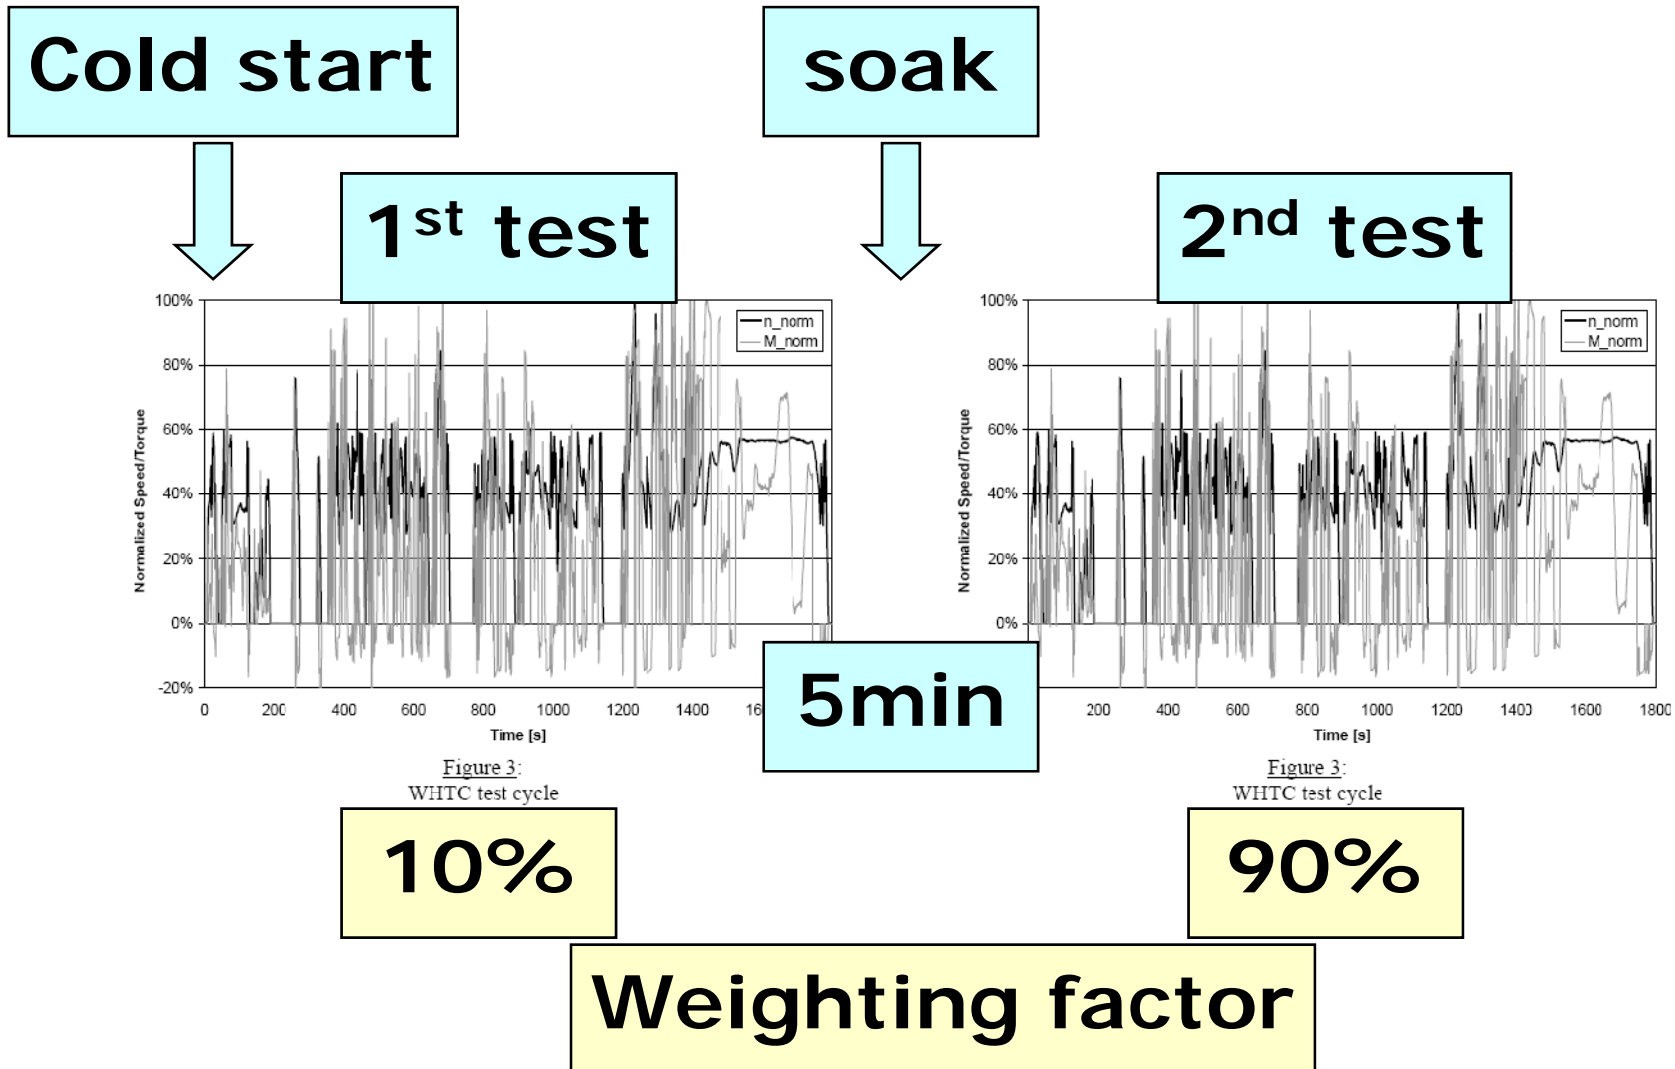 Cold start
soak
1st test
2nd test
100%
80%
60%
40%
20%
0%
-20%
Normalized Speed/Torque
n_norm
M_norm
0 200 400 600 800 1000 1200 1400
Time [s]
Figure 3:
WHTC test cycle
5min
100%
80%
60%
40%
20%
0%
Normalized Speed/Torque
n_norm
M_norm
200 400 600 800 1000 1200 1400 1600 1800
Time [s]
Figure 3:
WHTC test cycle
10%
90%
Weighting factor